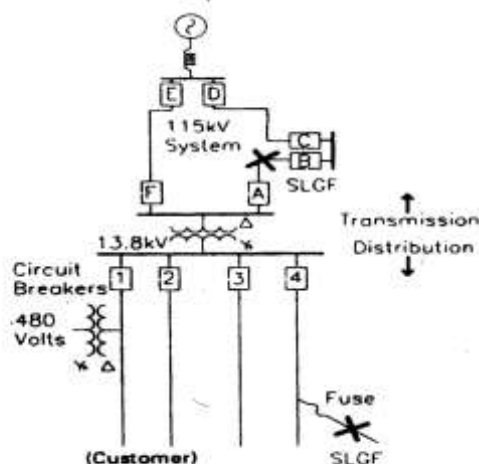 E D
115kV
System
C
B
SLGF
F A
Transmission
13.8kV
Distribution
Circuit
Breakers
1 2 3 4
480
Volts
Fuse
(Customer)
SLGF